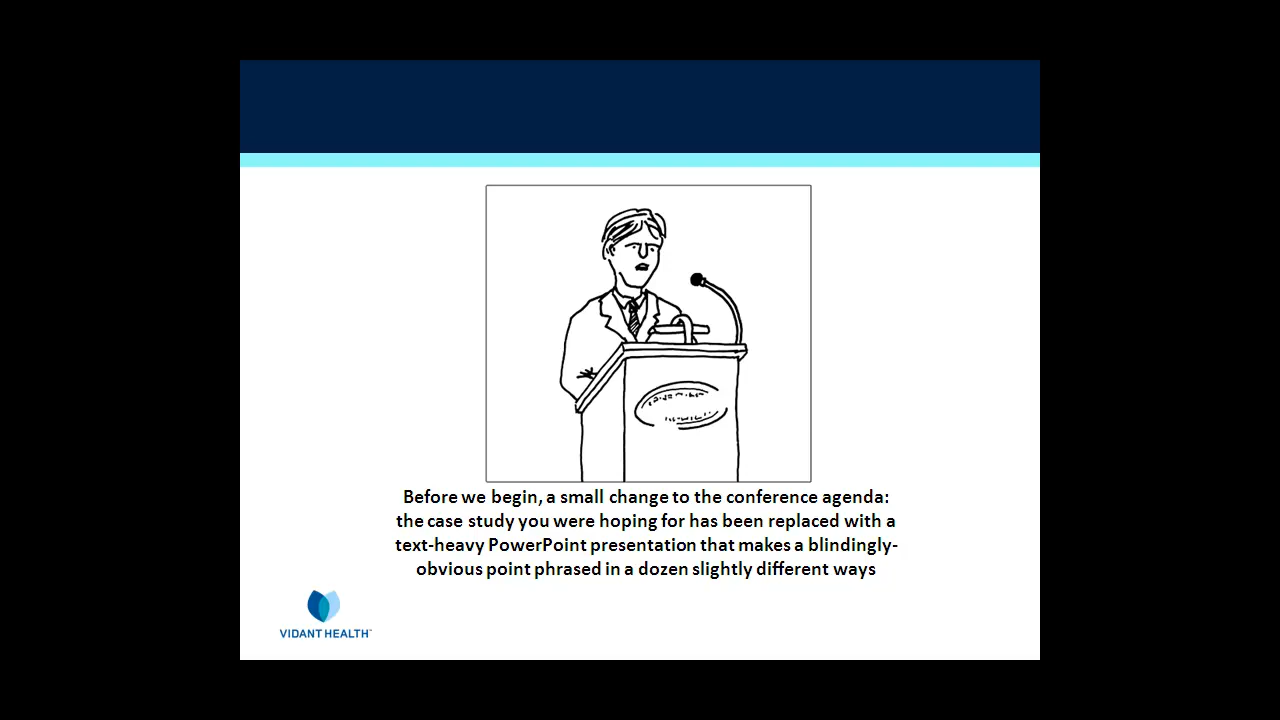 Before we begin, a small change to the conference agenda:
the case study you were hoping for has been replaced with a
text-heavy PowerPoint presentation that makes a blindingly-
obvious point phrased in a dozen slightly different ways
VIDANT HEALTH™